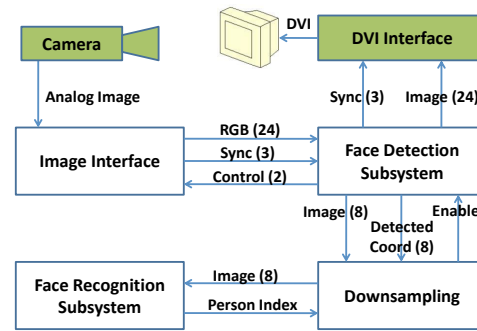 DVI
Camera
DVI Interface
Analog Image
Sync (3)
Image (24)
RGB (24)
Image Interface
Sync (3)
Face Detection
Subsystem
Control (2)
Image (8)
Detected
Coord (8)
Enable
Image (8)
Face Recognition
Subsystem
Person Index
Downsampling